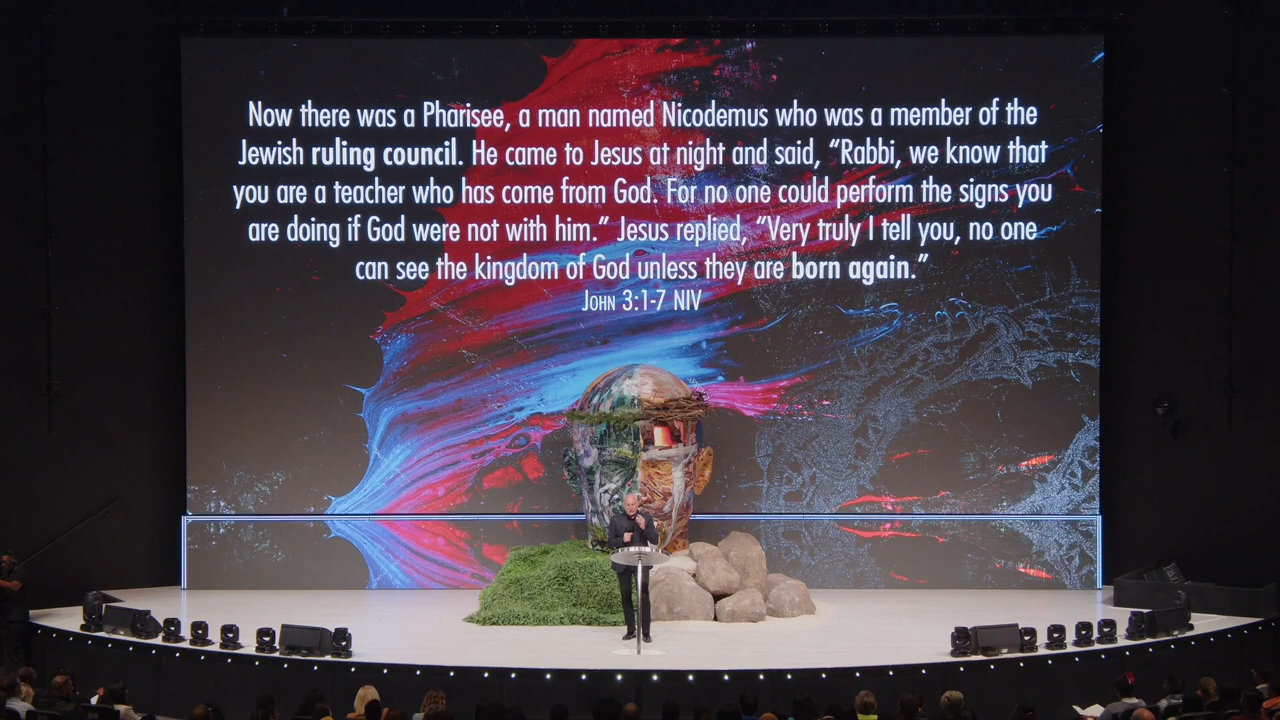 Now there was a Pharisee, a man named Nicodemus who was a member of the
Jewish ruling council. He came to Jesus at night and said, “Rabbi, we know that
you are a teacher who has come from God. For no one could perform the signs you
are doing if God were not with him.” Jesus replied, “Very truly I tell you, no one
can see the kingdom of God unless they are born again.”
John 3:1-7 NIV